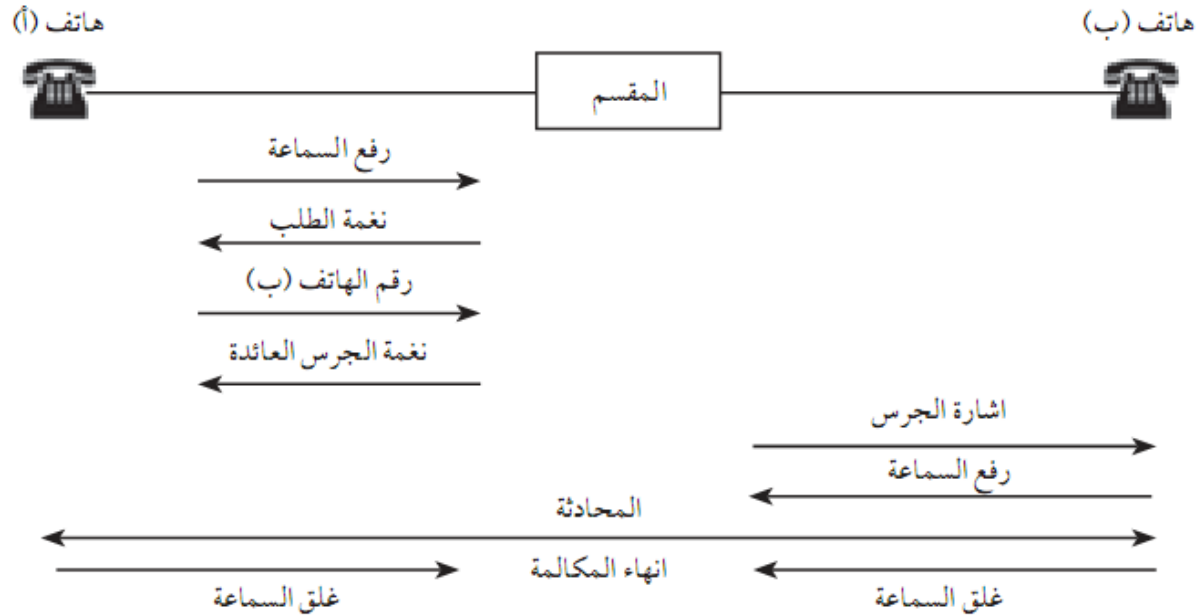 هاتف (أ)
هاتف (ب)
المقسم
رفع السماعة
نغمة الطلب
رقم الهاتف (ب)
نغمة الجرس العائدة
اشارة الجرس
رفع السماعة
المحادثة
انهاء المكالمة
غلق السماعة
غلق السماعة